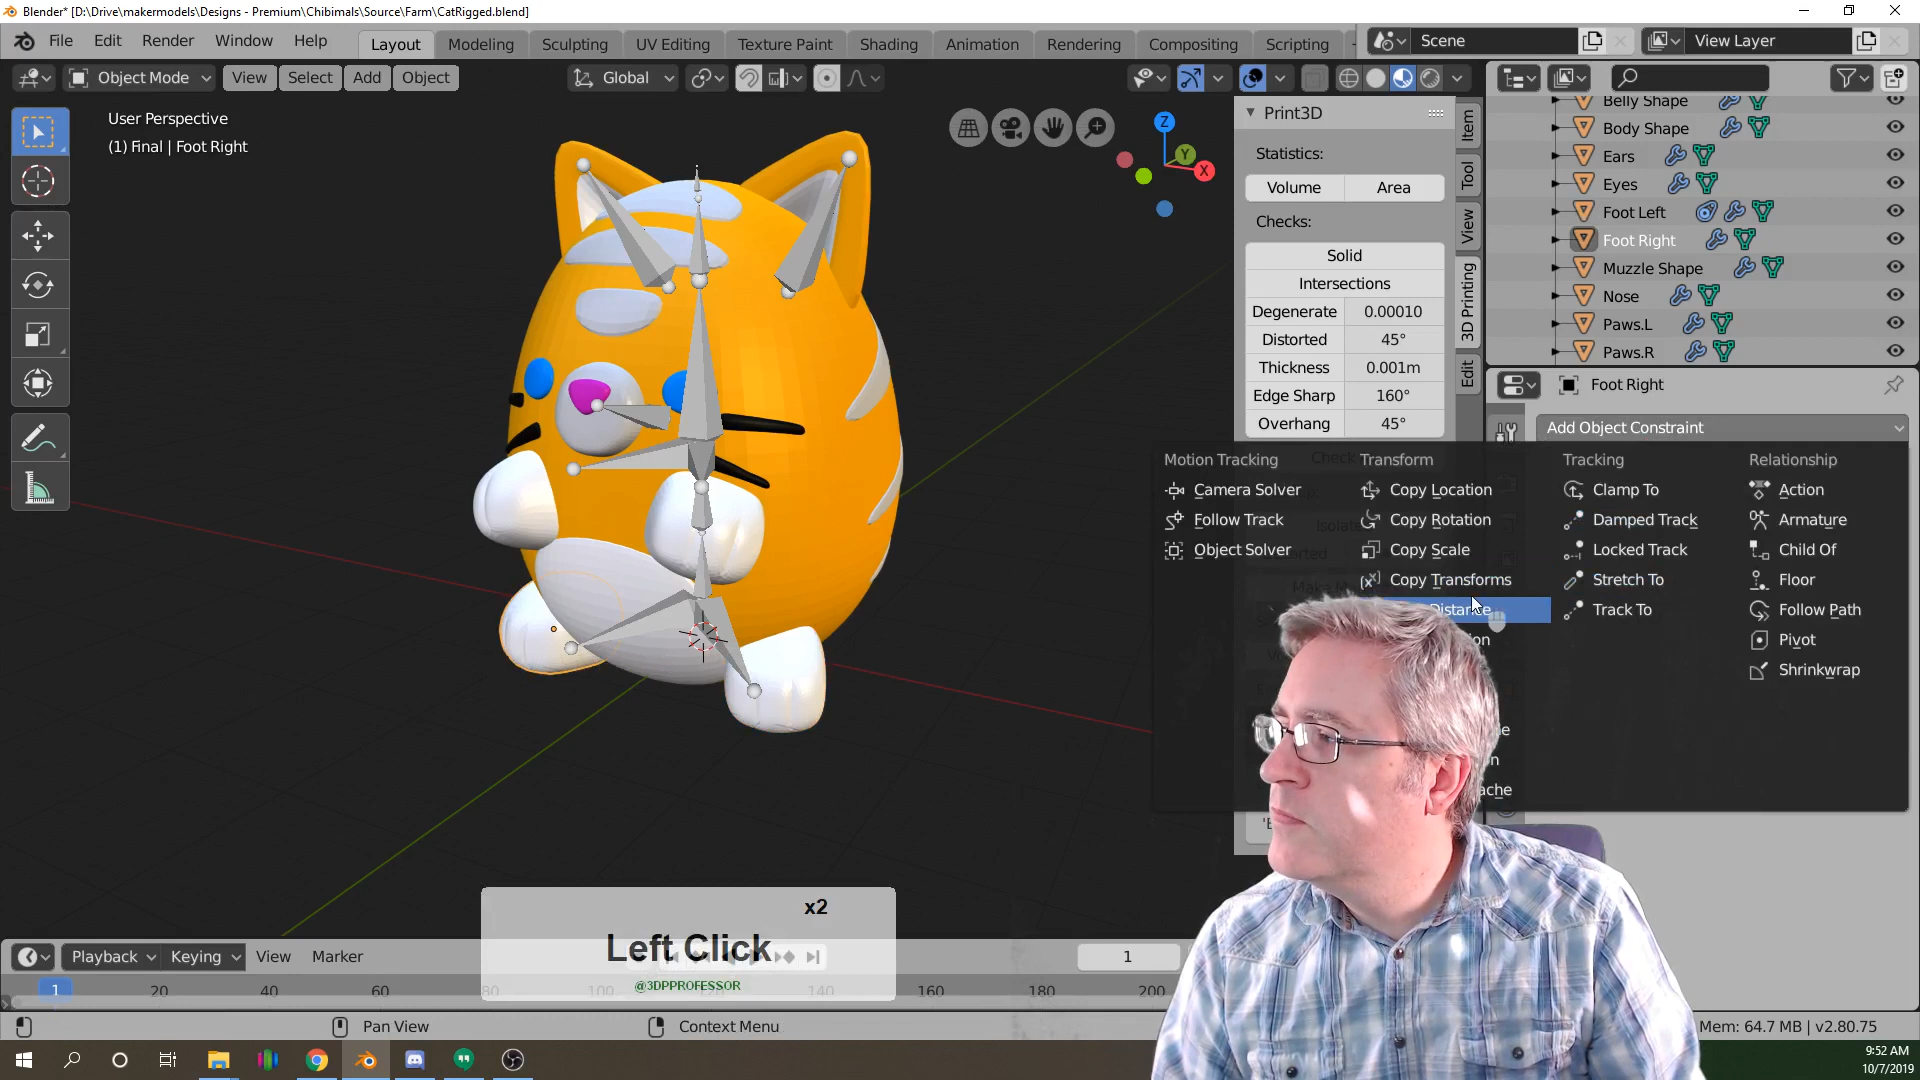 Blender* [D:\Drive\makermodels\Designs - Premium\Chibimals\Source\Farm\CatRigged.blend]
File Edit Render Window Help Layout Modeling Sculpting UV Editing Texture Paint Shading Animation Rendering Compositing Scripting Scene View Layer
Object Mode View Select Add Object Global
User Perspective
(1) Final | Foot Right
Z
Y
X
Print3D
Statistics:
Volume Area
Checks:
Solid
Intersections
Degenerate 0.00010
Distorted 45°
Thickness 0.001m
Edge Sharp 160°
Overhang 45°
Item
Tool
View
3D Printing
Edit
Belly Shape
Body Shape
Ears
Eyes
Foot Left
Foot Right
Muzzle Shape
Nose
Paws.L
Paws.R
Foot Right
Add Object Constraint
Motion Tracking
Camera Solver
Follow Track
Object Solver
Transform
Copy Location
Copy Rotation
Copy Scale
Copy Transforms
Distance
Tracking
Clamp To
Damped Track
Locked Track
Stretch To
Track To
Relationship
Action
Armature
Child Of
Floor
Follow Path
Pivot
Shrinkwrap
x2
Left Click
@3DPPROFESSOR
Playback Keying View Marker 1
1 20 40 60 100 120 140 160 180 200
Pan View Context Menu Mem: 64.7 MB | v2.80.75
9:52 AM
10/7/2019